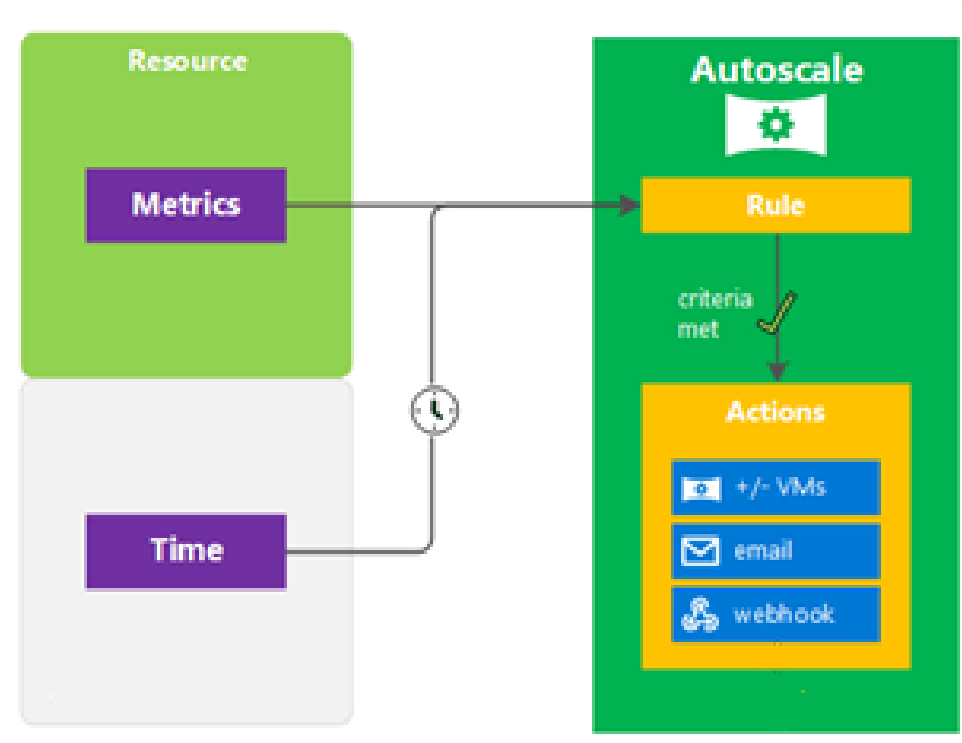 Resource
Metrics
Time
Autoscale
Rule
criteria
met
Actions
+/- VMs
email
webhook